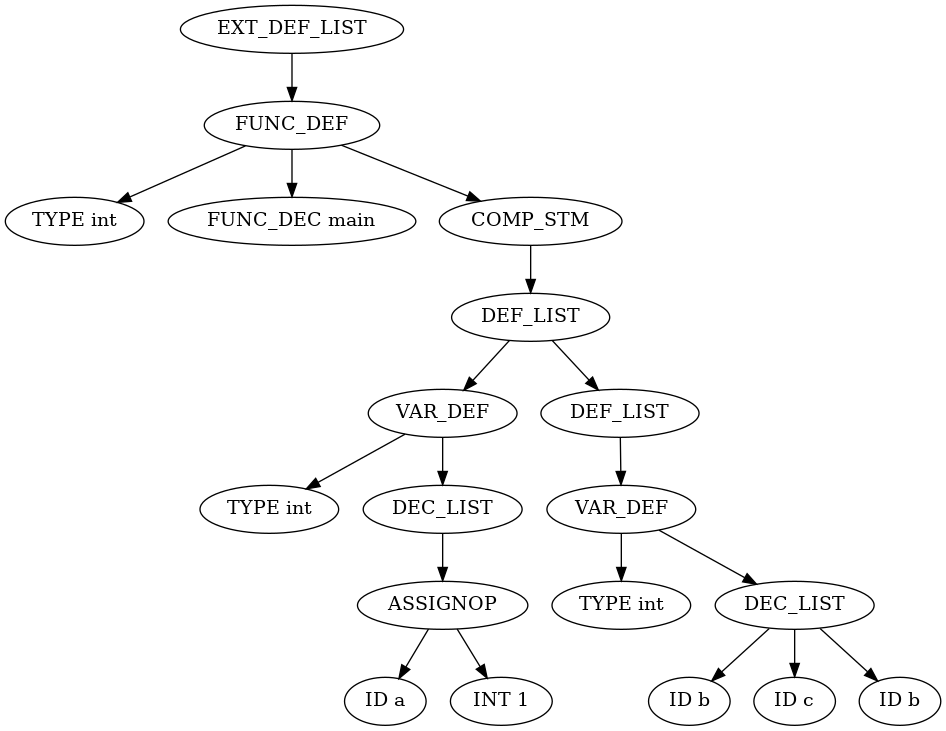 EXT_DEF_LIST
FUNC_DEF
TYPE int
FUNC_DEC main
COMP_STM
DEF_LIST
VAR_DEF
DEF_LIST
TYPE int
DEC_LIST
VAR_DEF
ASSIGNOP
TYPE int
DEC_LIST
ID a
INT 1
ID b
ID c
ID b